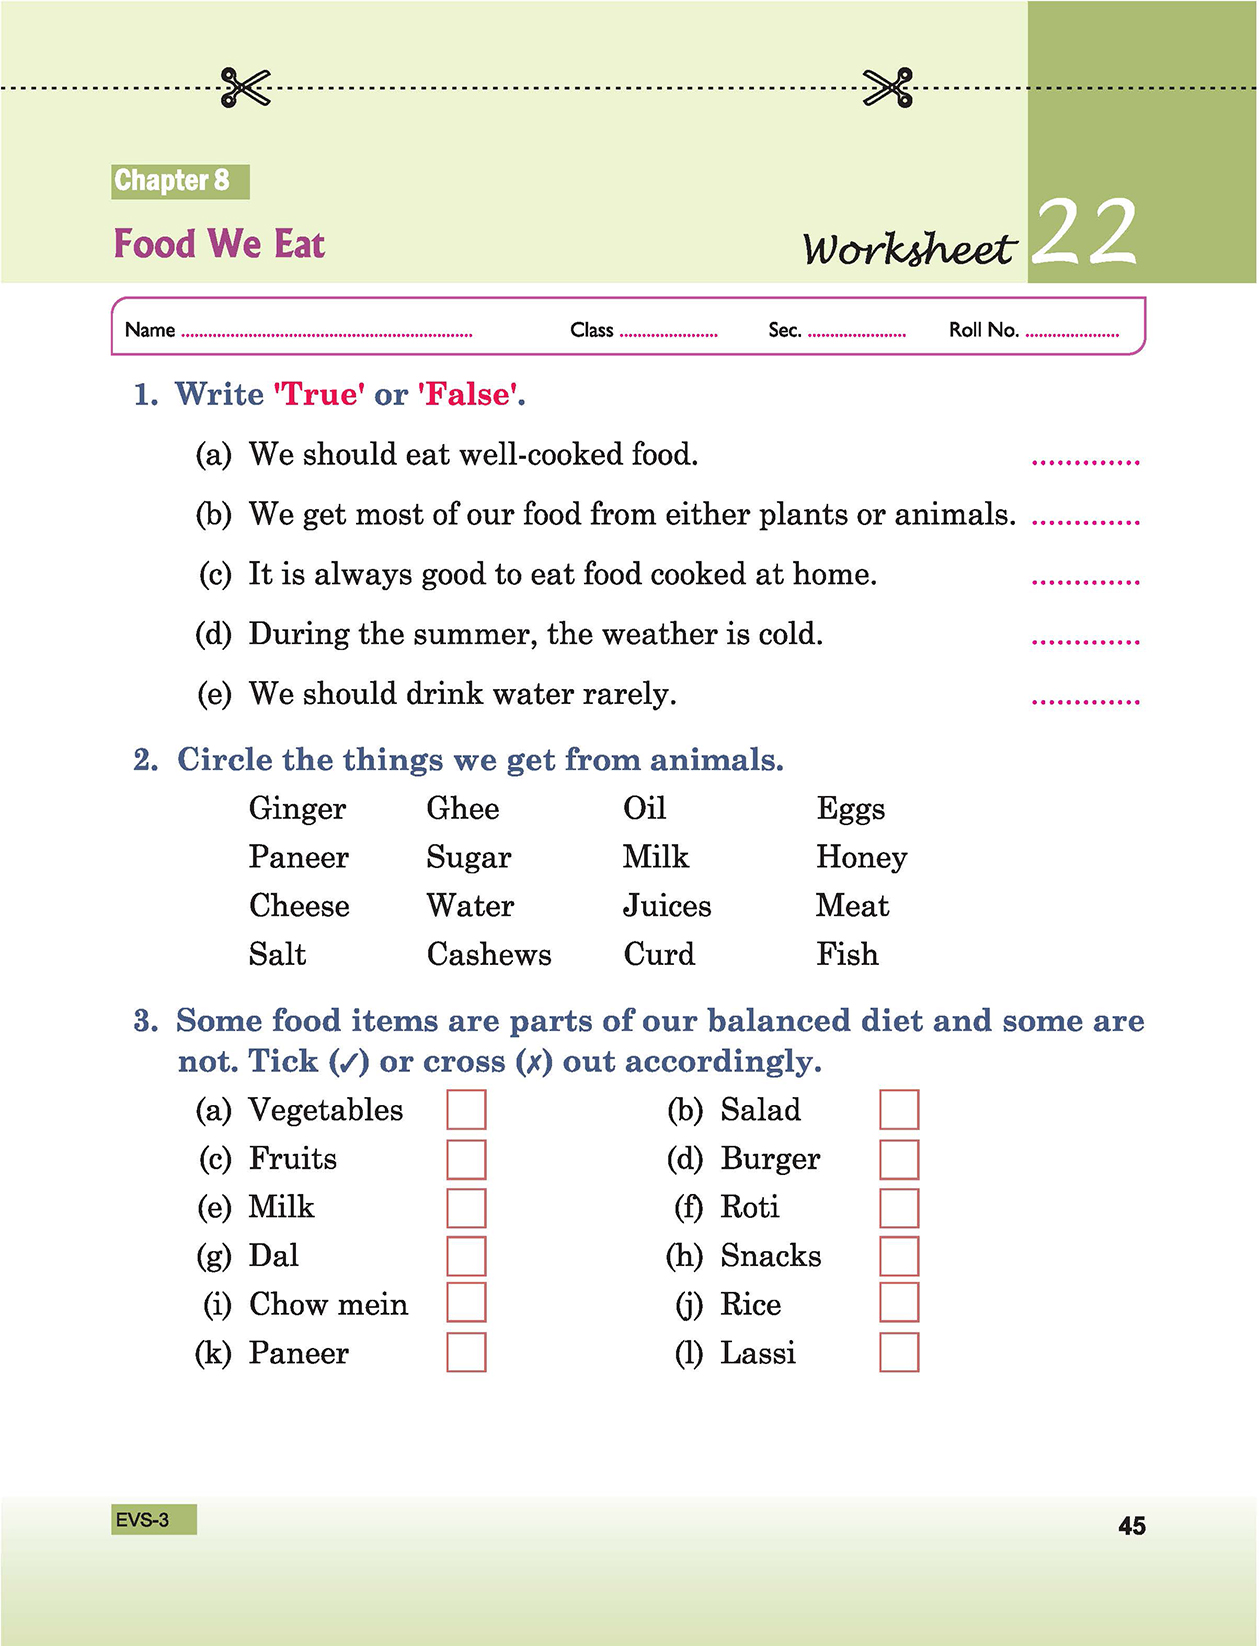 Chapter 8
Food We Eat
Worksheet 22
Name ................ Class ................ Sec. ................ Roll No. ................
1. Write 'True' or 'False'.
(a) We should eat well-cooked food. .............
(b) We get most of our food from either plants or animals. .............
(c) It is always good to eat food cooked at home. .............
(d) During the summer, the weather is cold. .............
(e) We should drink water rarely. .............
2. Circle the things we get from animals.
Ginger Ghee Oil Eggs
Paneer Sugar Milk Honey
Cheese Water Juices Meat
Salt Cashews Curd Fish
3. Some food items are parts of our balanced diet and some are
not. Tick (✓) or cross (✗) out accordingly.
(a) Vegetables (b) Salad
(c) Fruits (d) Burger
(e) Milk (f) Roti
(g) Dal (h) Snacks
(i) Chow mein (j) Rice
(k) Paneer (l) Lassi
EVS-3 45